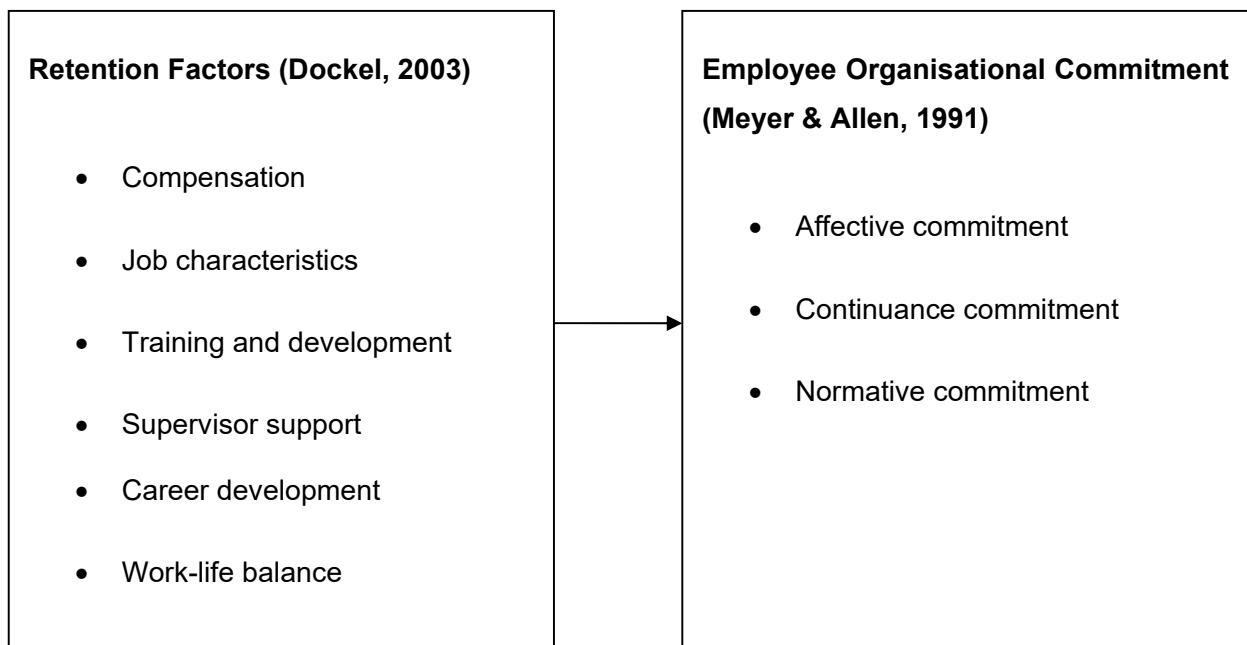 Retention Factors (Dockel, 2003)
• Compensation
• Job characteristics
• Training and development
• Supervisor support
• Career development
• Work-life balance
Employee Organisational Commitment
(Meyer & Allen, 1991)
• Affective commitment
• Continuance commitment
• Normative commitment